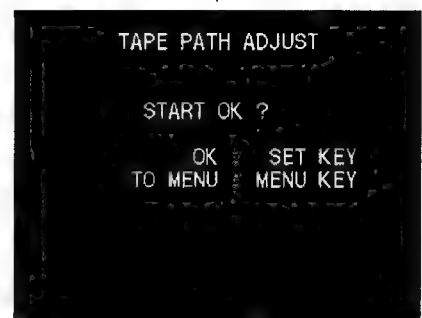 TAPE PATH ADJUST
START OK ?
OK SET KEY
TO MENU MENU KEY